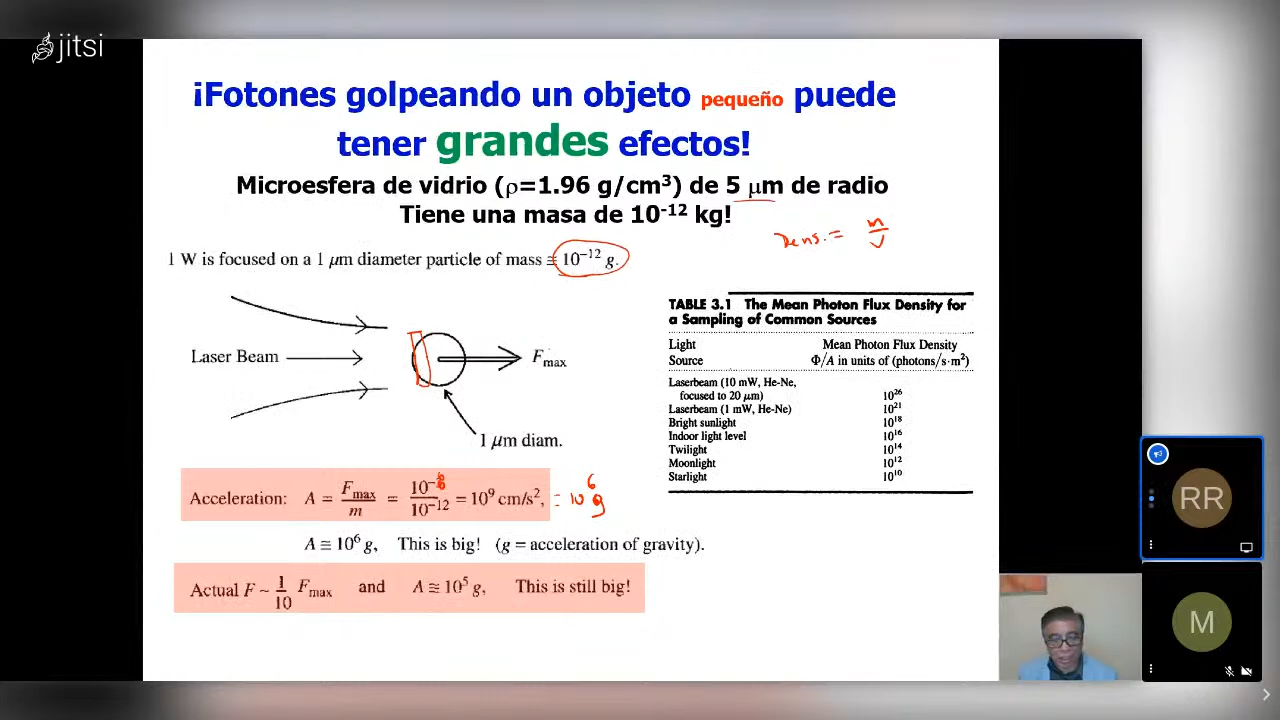 jitsi
¡Fotones golpeando un objeto pequeño puede
tener grandes efectos!
Microesfera de vidrio (ρ=1.96 g/cm³) de 5 μm de radio
Tiene una masa de 10⁻¹² kg!
Dens. = m/V
1 W is focused on a 1 μm diameter particle of mass ≅ 10⁻¹² g.
Laser Beam
F_max
1 μm diam.
TABLE 3.1 The Mean Photon Flux Density for
a Sampling of Common Sources
Light Mean Photon Flux Density
Source Φ/A in units of (photons/s·m²)
Laserbeam (10 mW, He-Ne,
focused to 20 μm) 10²⁶
Laserbeam (1 mW, He-Ne) 10²¹
Bright sunlight 10¹⁸
Indoor light level 10¹⁶
Twilight 10¹⁴
Moonlight 10¹²
Starlight 10¹⁰
Acceleration: A = F_max/m = 10⁻/10⁻¹² = 10⁹ cm/s², = 10⁶ g
A ≅ 10⁶ g, This is big! (g = acceleration of gravity).
Actual F ~ 1/10 F_max and A ≅ 10⁵ g, This is still big!
RR
M